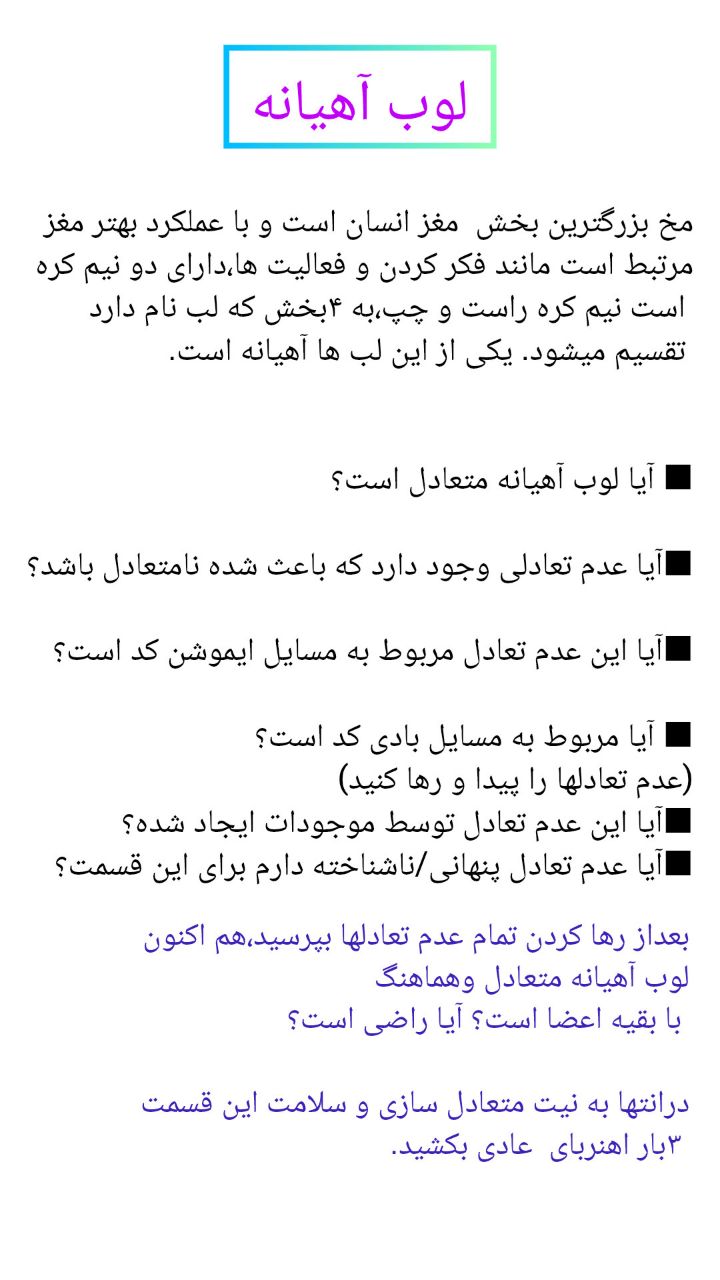 لوب آهیانه
مخ بزرگترین بخش  مغز انسان است و با عملکرد بهتر مغز
مرتبط است مانند فکر کردن و فعالیت ها،دارای دو نیم کره
است نیم کره راست و چپ،به ۴بخش که لب نام دارد
تقسیم میشود. یکی از این لب ها آهیانه است.
■ آیا لوب آهیانه متعادل است؟
■آیا عدم تعادلی وجود دارد که باعث شده نامتعادل باشد؟
■آیا این عدم تعادل مربوط به مسایل ایموشن کد است؟
■ آیا مربوط به مسایل بادی کد است؟
(عدم تعادلها را پیدا و رها کنید)
■آیا این عدم تعادل توسط موجودات ایجاد شده؟
■آیا عدم تعادل پنهانی/ناشناخته دارم برای این قسمت؟
بعداز رها کردن تمام عدم تعادلها بپرسید،هم اکنون
لوب آهیانه متعادل وهماهنگ
با بقیه اعضا است؟ آیا راضی است؟
درانتها به نیت متعادل سازی و سلامت این قسمت
۳بار اهنربای  عادی بکشید.